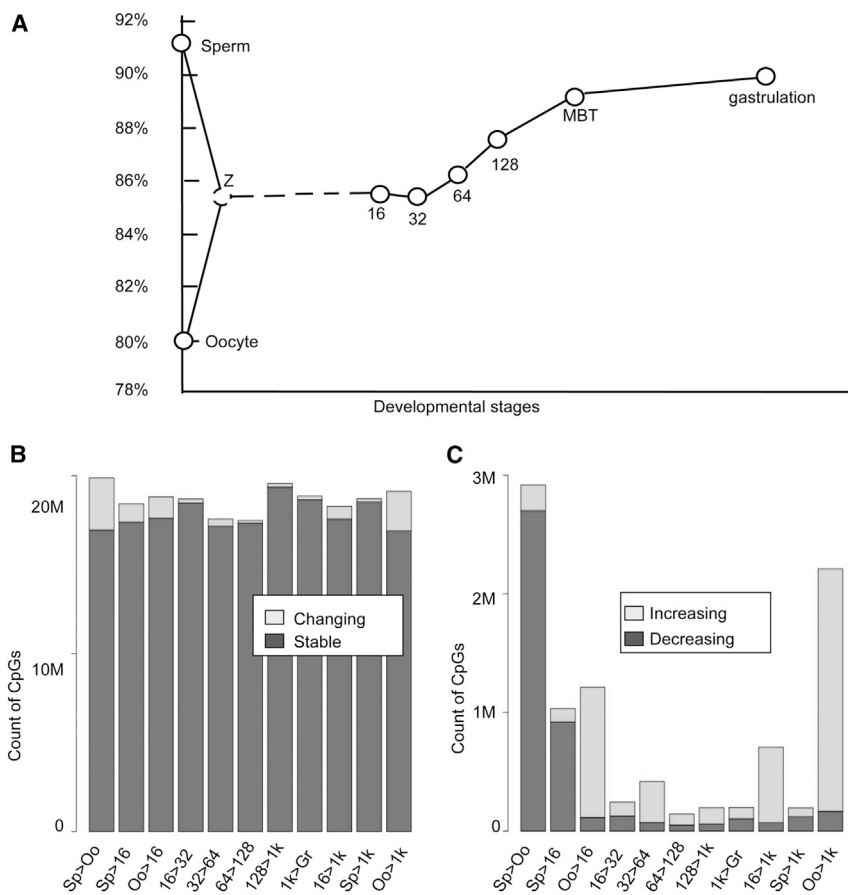 A
92%
Sperm
90%
gastrulation
MBT
88%
128
86%
Z
64
16
32
84%
82%
80%
Oocyte
78%
Developmental stages
B
20M
Changing
Stable
10M
Count of CpGs
0
Sp>Oo
Sp>16
Oo>16
16>32
32>64
64>128
128>1k
1k>Gr
16>1k
Sp>1k
Oo>1k
C
3M
Increasing
Decreasing
2M
1M
Count of CpGs
0
Sp>Oo
Sp>16
Oo>16
16>32
32>64
64>128
128>1k
1k>Gr
16>1k
Sp>1k
Oo>1k